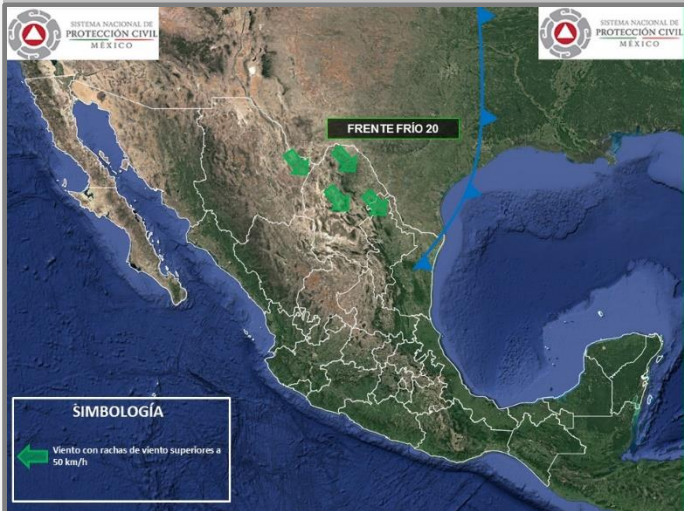 SISTEMA NACIONAL DE
PROTECCIÓN CIVIL
MÉXICO
SISTEMA NACIONAL DE
PROTECCIÓN CIVIL
MÉXICO
FRENTE FRÍO 20
SIMBOLOGÍA
Viento con rachas de viento superiores a
50 km/h